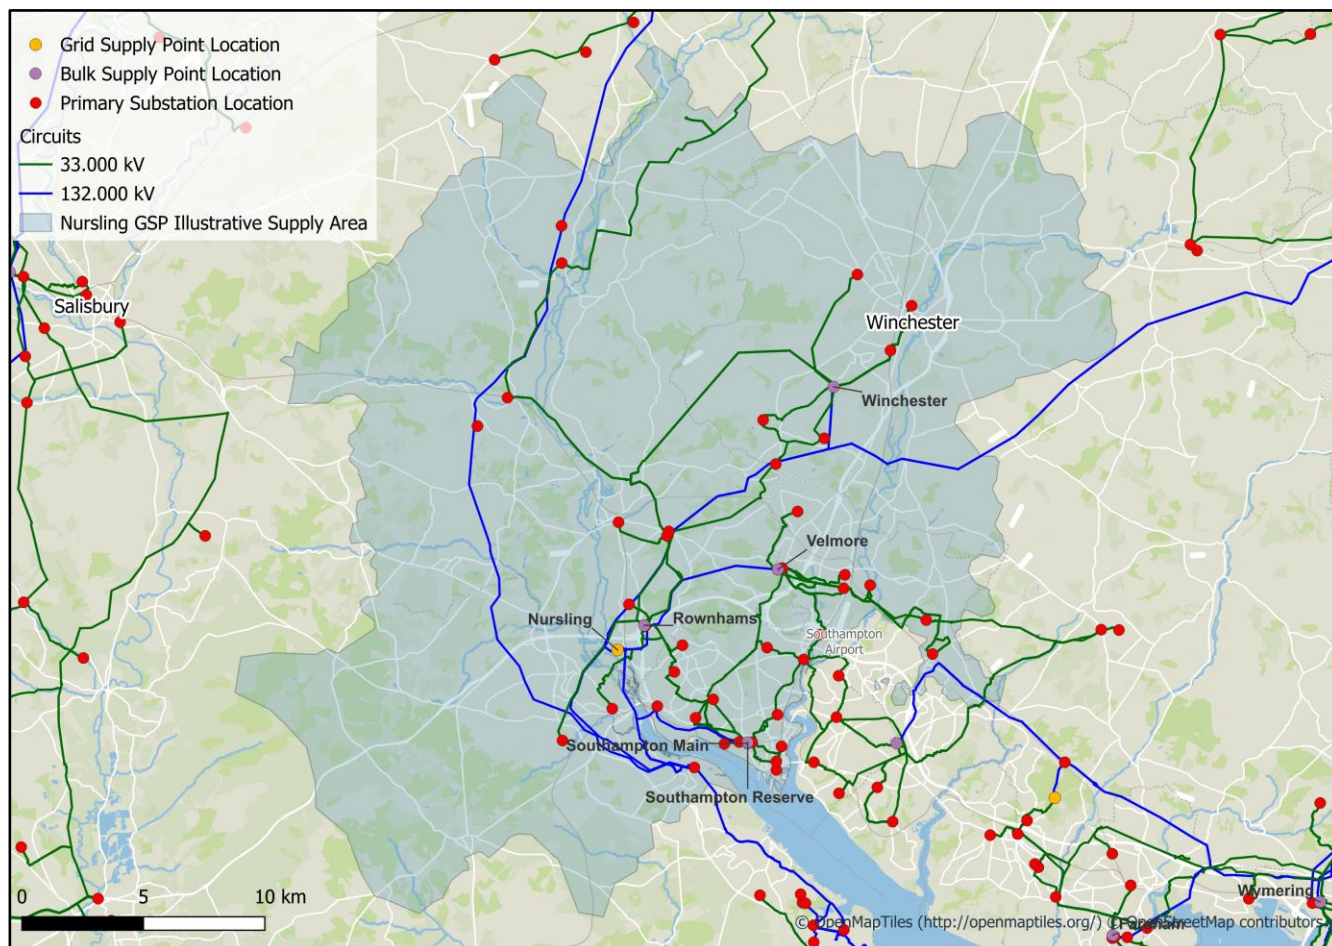 Grid Supply Point Location
Bulk Supply Point Location
Primary Substation Location
Circuits
33.000 kV
132.000 kV
Nursling GSP Illustrative Supply Area
Salisbury
Winchester
Winchester
Velmore
Nursling
Rownhams
Southampton
Airport
Southampton Main
Southampton Reserve
0 5 10 km
Wymering
Fareham
© OpenMapTiles (http://openmaptiles.org/) © OpenStreetMap contributors